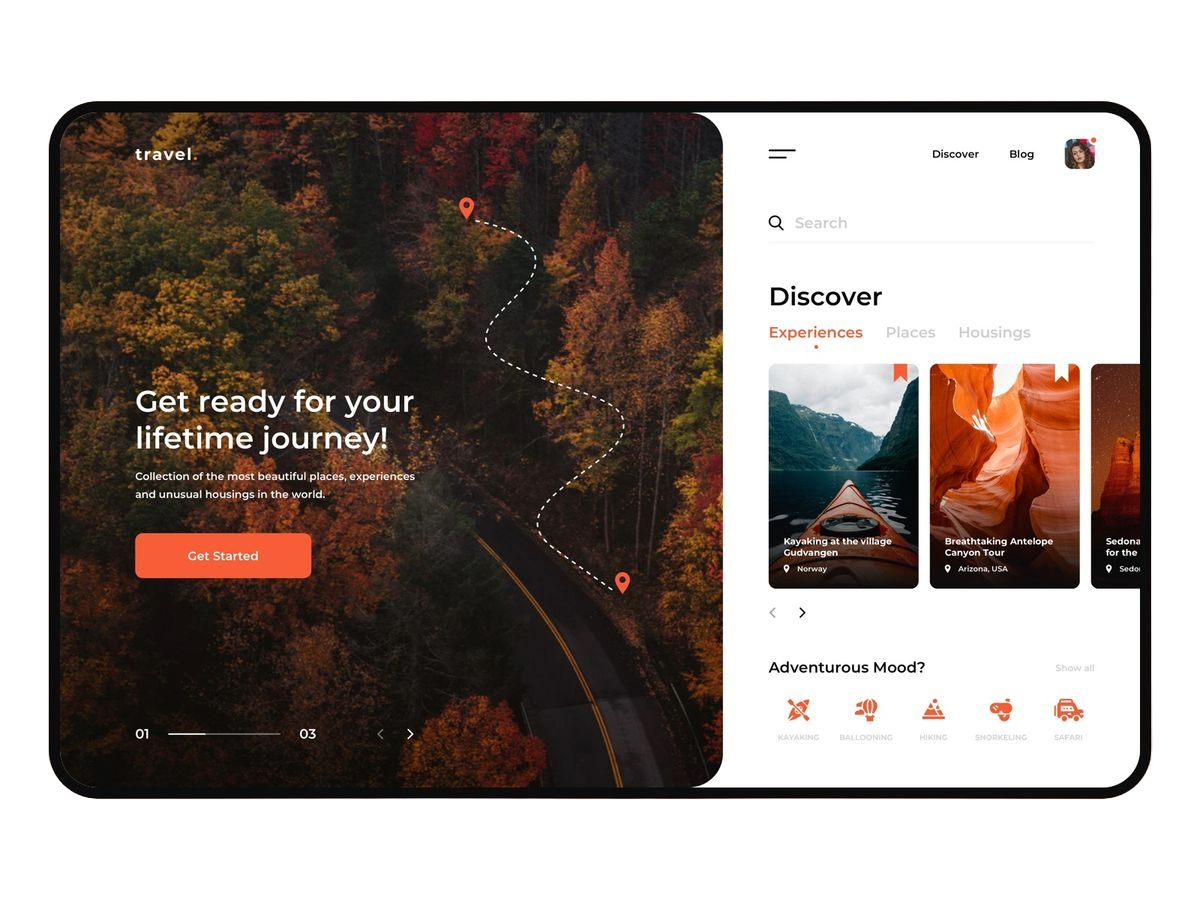 travel.
Get ready for your
lifetime journey!
Collection of the most beautiful places, experiences
and unusual housings in the world.
Get Started
01 03
Discover Blog
Search
Discover
Experiences Places Housings
Kayaking at the village
Gudvangen
Norway
Breathtaking Antelope
Canyon Tour
Arizona, USA
Sedona
for the
Adventurous Mood? Show all
KAYAKING BALLOONING HIKING SNORKELING SAFARI